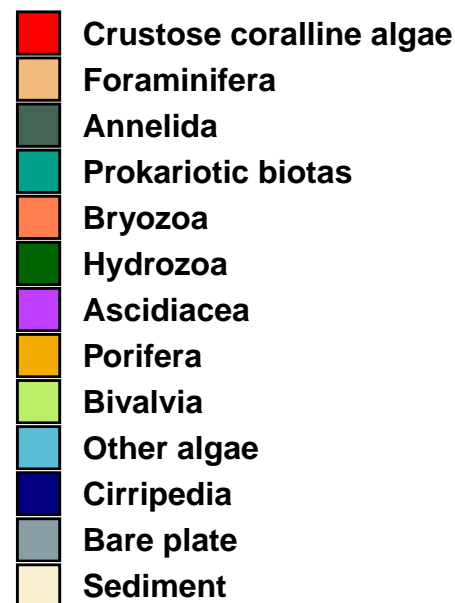 Crustose coralline algae
Foraminifera
Annelida
Prokariotic biotas
Bryozoa
Hydrozoa
Ascidiacea
Porifera
Bivalvia
Other algae
Cirripedia
Bare plate
Sediment